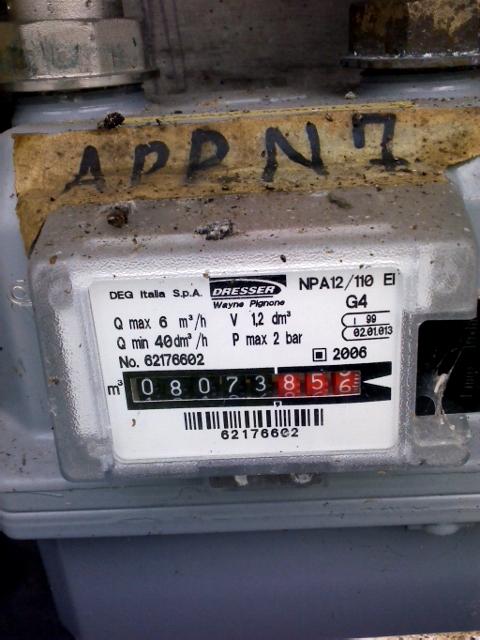 APP N 7
DEG Italia S.p.A. DRESSER NPA12/110 EI
Wayne Pignone G4
Q max 6 m³/h V 1,2 dm³ I 99
Q min 40dm³/h P max 2 bar 02.01.013
No. 62176602 2006
m³ 08073856
62176602